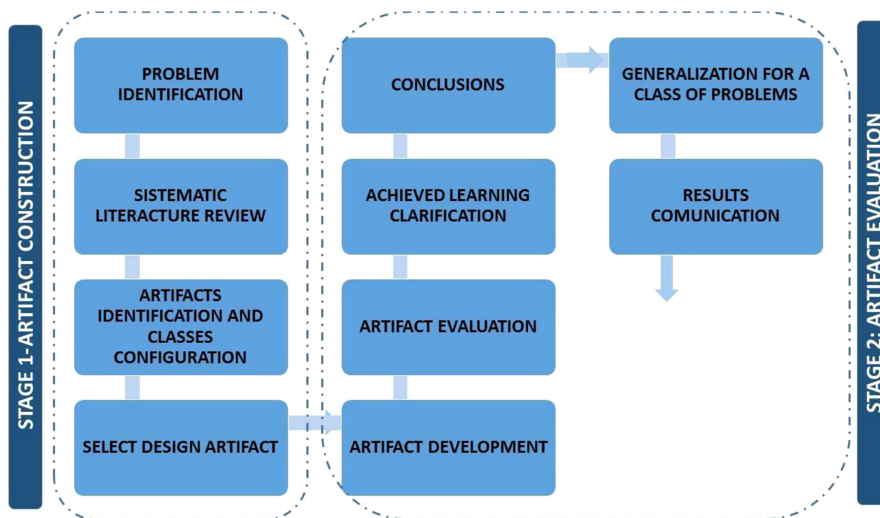 STAGE 1-ARTIFACT CONSTRUCTION
PROBLEM
IDENTIFICATION
SISTEMATIC
LITERACTURE REVIEW
ARTIFACTS
IDENTIFICATION AND
CLASSES
CONFIGURATION
SELECT DESIGN ARTIFACT
CONCLUSIONS
ACHIEVED LEARNING
CLARIFICATION
ARTIFACT EVALUATION
ARTIFACT DEVELOPMENT
GENERALIZATION FOR A
CLASS OF PROBLEMS
RESULTS
COMUNICATION
STAGE 2: ARTIFACT EVALUATION